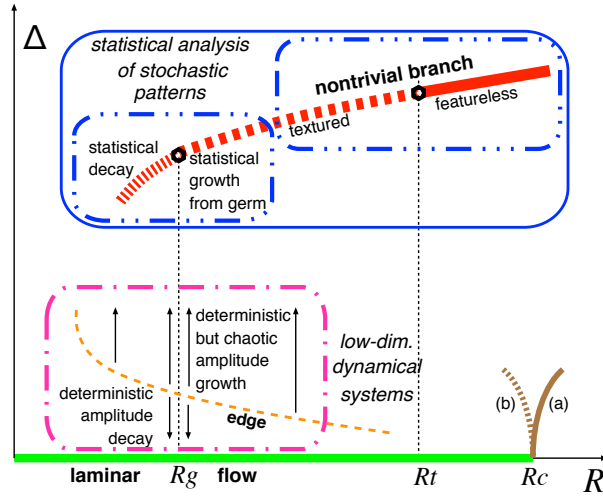 Δ
statistical analysis
of stochastic
patterns
nontrivial branch
textured
featureless
statistical
decay
statistical
growth
from germ
deterministic
but chaotic
amplitude
growth
low-dim.
dynamical
systems
deterministic
amplitude
decay
edge
(b)
(a)
laminar
Rg
flow
Rt
Rc
R